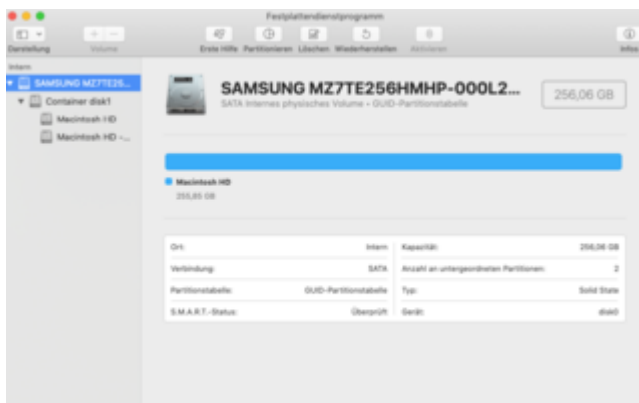 Festplattendienstprogramm
Darstellung Volume Erste Hilfe Partitionieren Löschen Wiederherstellen Aktivieren Infos
Intern
SAMSUNG MZ7TE25...
Container disk1
Macintosh HD
Macintosh HD -...
SAMSUNG MZ7TE256HMHP-000L2...
SATA Internes physisches Volume • GUID-Partitionstabelle
256,06 GB
Macintosh HD
255,85 GB
Ort: Intern
Kapazität: 256,06 GB
Verbindung: SATA
Anzahl an untergeordneten Partitionen: 2
Partitionstabelle: GUID-Partitionstabelle
Typ: Solid State
S.M.A.R.T.-Status: Überprüft
Gerät: disk0